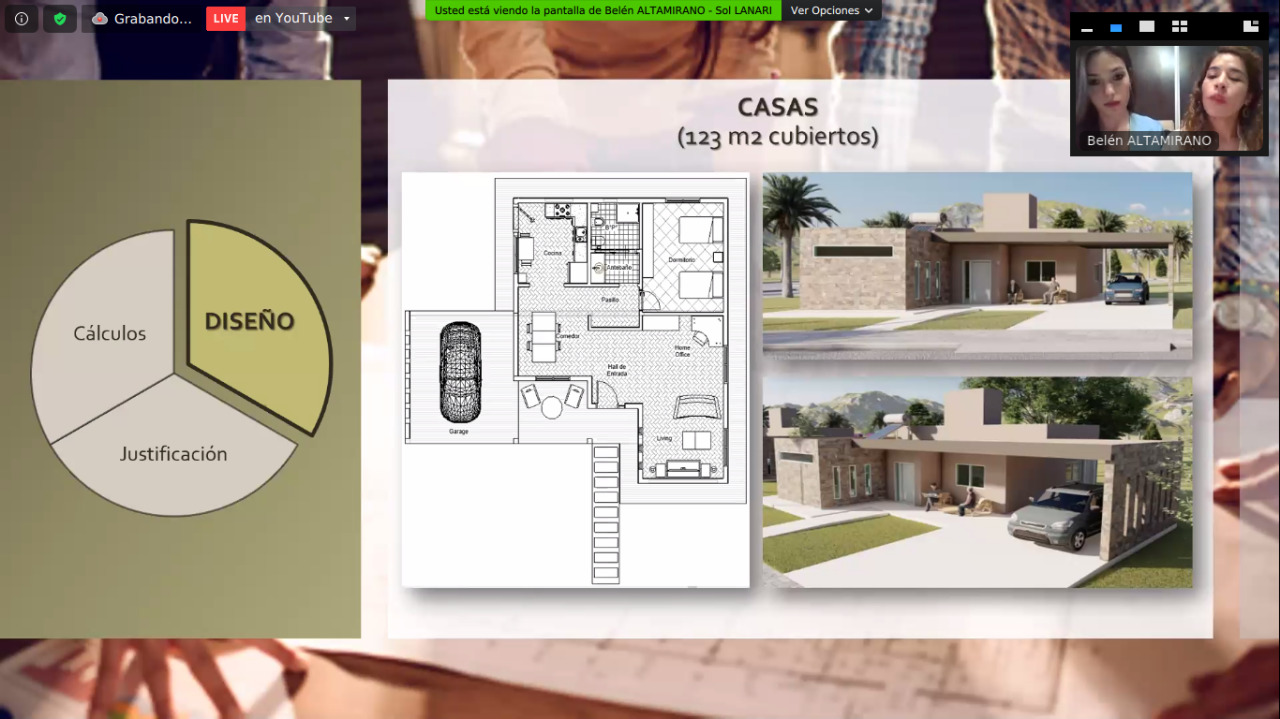 Grabando...
LIVE
en YouTube
Usted está viendo la pantalla de Belén ALTAMIRANO - Sol LANARI
Ver Opciones
Belén ALTAMIRANO
CASAS
(123 m2 cubiertos)
Cálculos
DISEÑO
Justificación
Cocina
Antebaño
Dormitorio
Pasillo
Comedor
Home
Office
Hall de
Entrada
Garage
Living